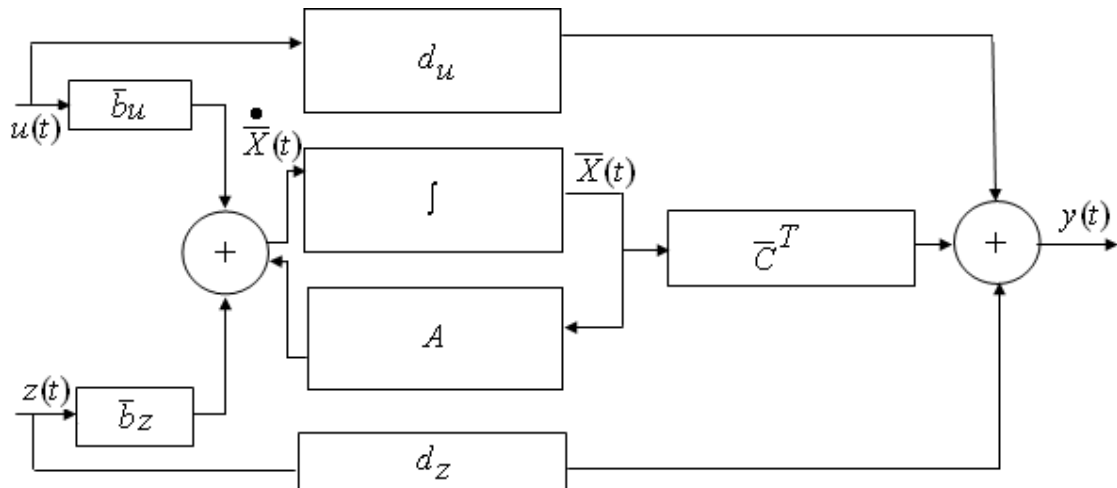 d_u
b̅u
u(t)
Ẋ̅(t)
∫
X̅(t)
C̅^T
+
+
y(t)
A
z(t)
b̅z
d_z